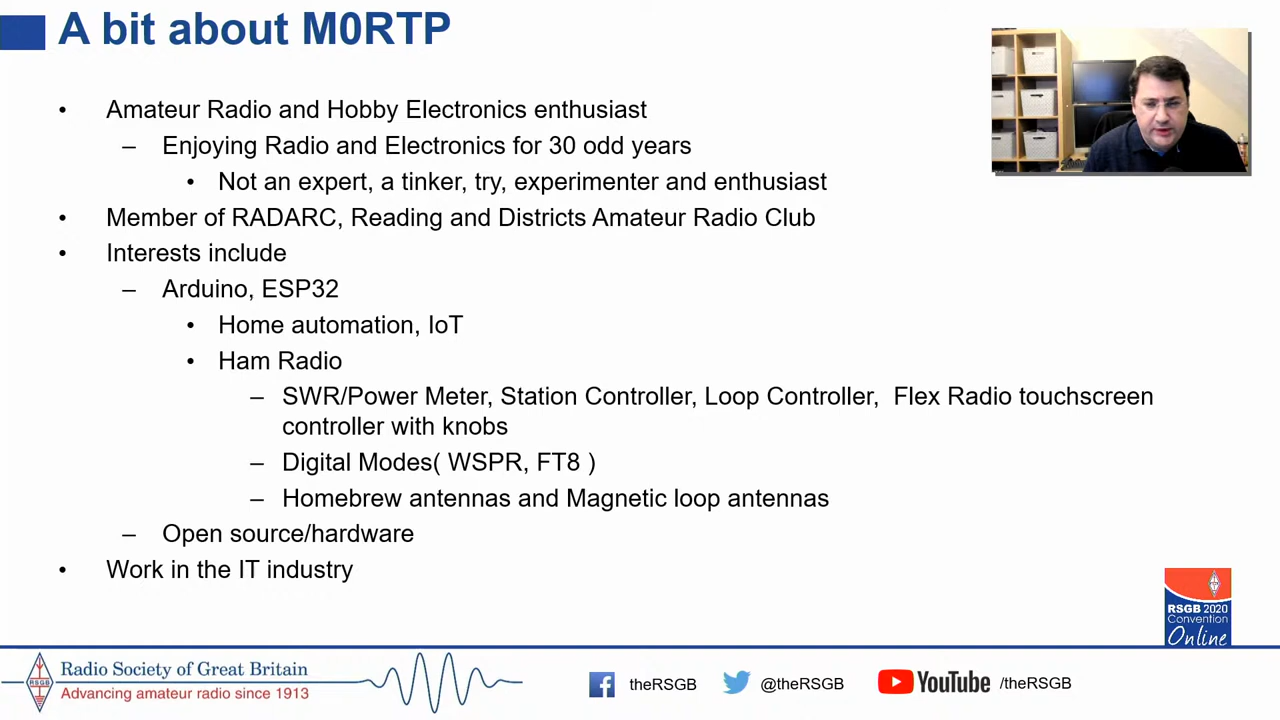 A bit about M0RTP
• Amateur Radio and Hobby Electronics enthusiast
– Enjoying Radio and Electronics for 30 odd years
• Not an expert, a tinker, try, experimenter and enthusiast
• Member of RADARC, Reading and Districts Amateur Radio Club
• Interests include
– Arduino, ESP32
• Home automation, IoT
• Ham Radio
– SWR/Power Meter, Station Controller, Loop Controller,  Flex Radio touchscreen
controller with knobs
– Digital Modes( WSPR, FT8 )
– Homebrew antennas and Magnetic loop antennas
– Open source/hardware
• Work in the IT industry
RSGB 2020
Convention
Online
RSGB
Radio Society of Great Britain
Advancing amateur radio since 1913
theRSGB
@theRSGB
YouTube /theRSGB